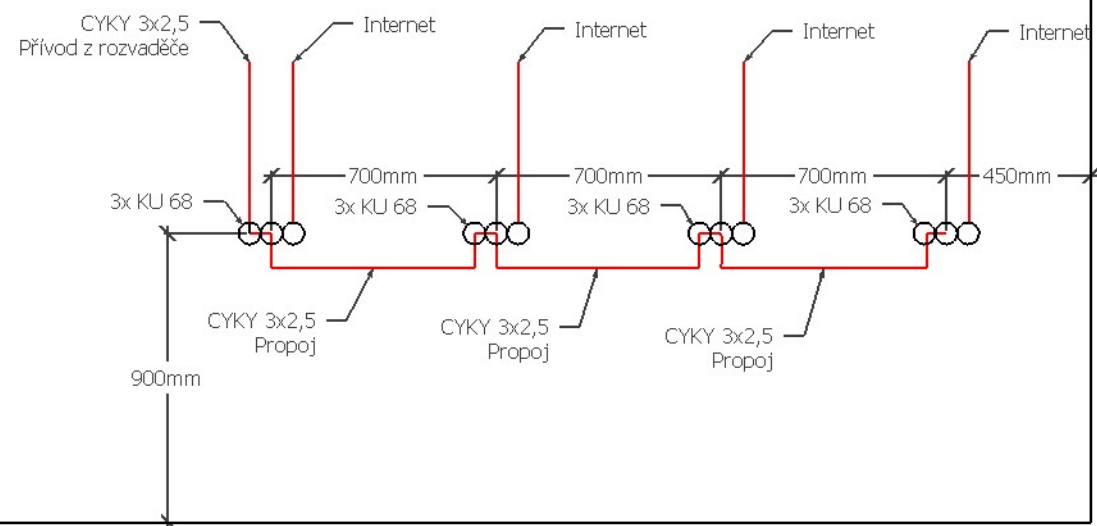 CYKY 3x2,5
Přívod z rozvaděče
Internet
Internet
Internet
Internet
700mm
700mm
700mm
450mm
3x KU 68
3x KU 68
3x KU 68
3x KU 68
CYKY 3x2,5
Propoj
CYKY 3x2,5
Propoj
CYKY 3x2,5
Propoj
900mm